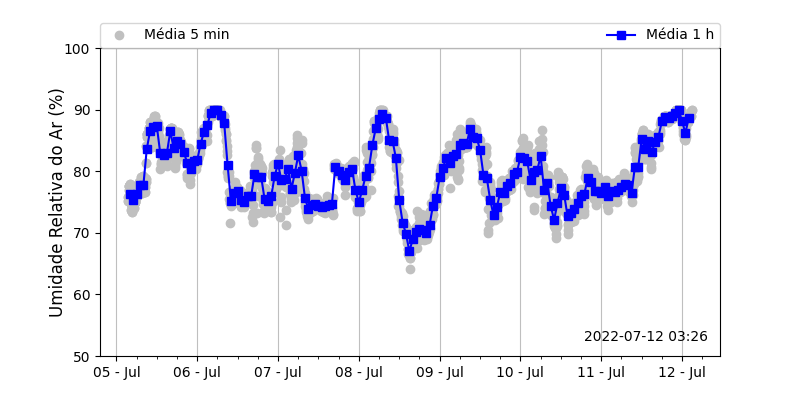 Média 5 min
Média 1 h
Umidade Relativa do Ar (%)
100
90
80
70
60
50
2022-07-12 03:26
05 - Jul
06 - Jul
07 - Jul
08 - Jul
09 - Jul
10 - Jul
11 - Jul
12 - Jul